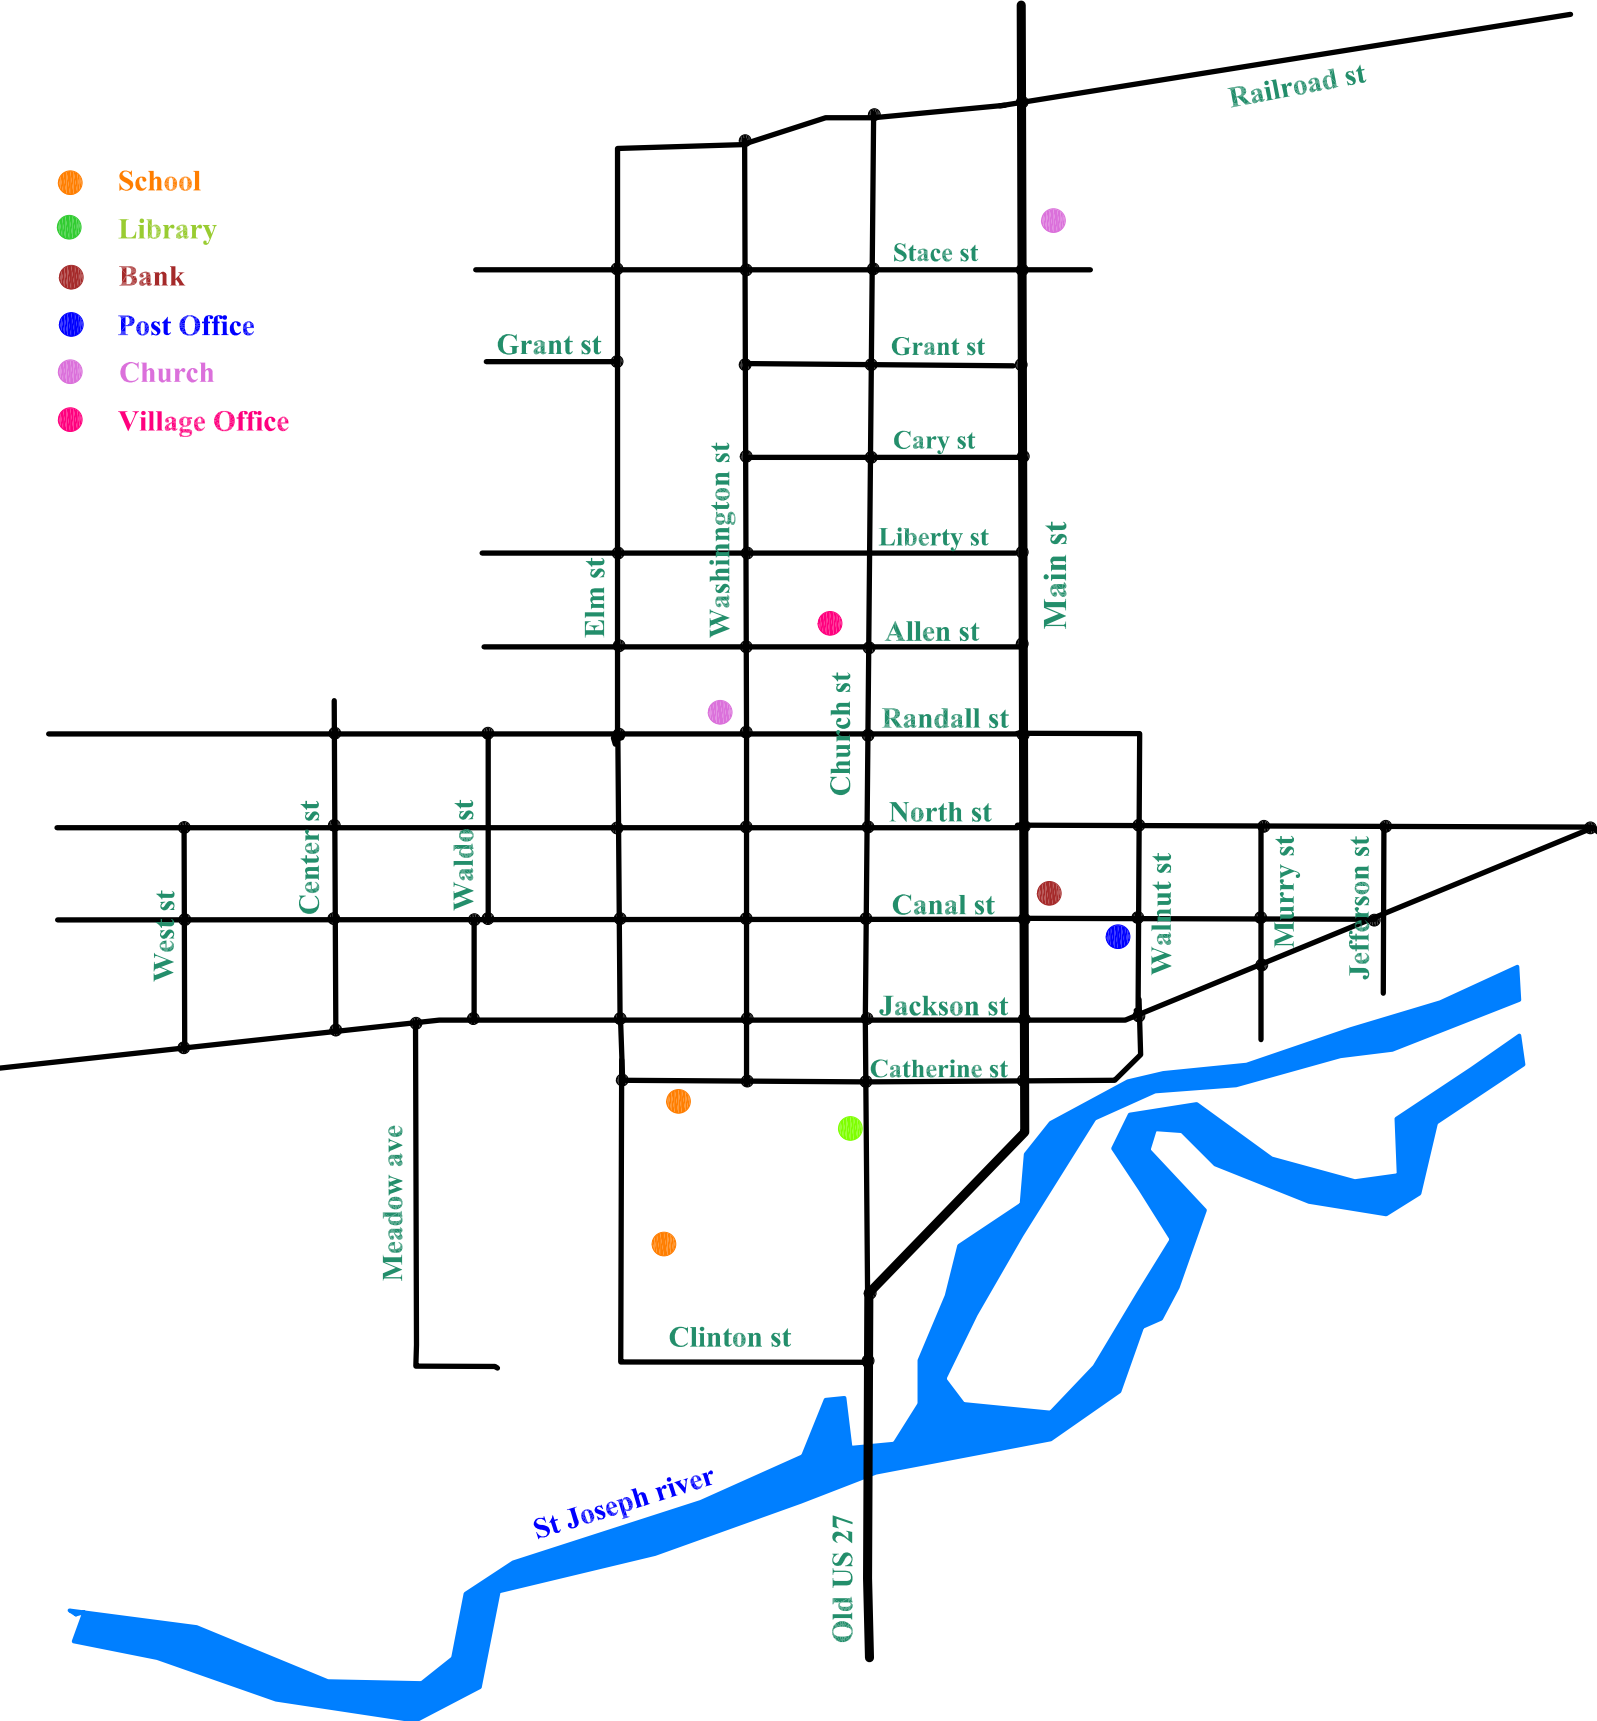 Railroad st
School
Library
Bank
Post Office
Church
Village Office
Stace st
Grant st
Grant st
Cary st
Washinngton st
Liberty st
Main st
Elm st
Allen st
Church st
Randall st
North st
Center st
Waldo st
West st
Canal st
Walnut st
Murry st
Jefferson st
Jackson st
Catherine st
Meadow ave
Clinton st
St Joseph river
Old US 27